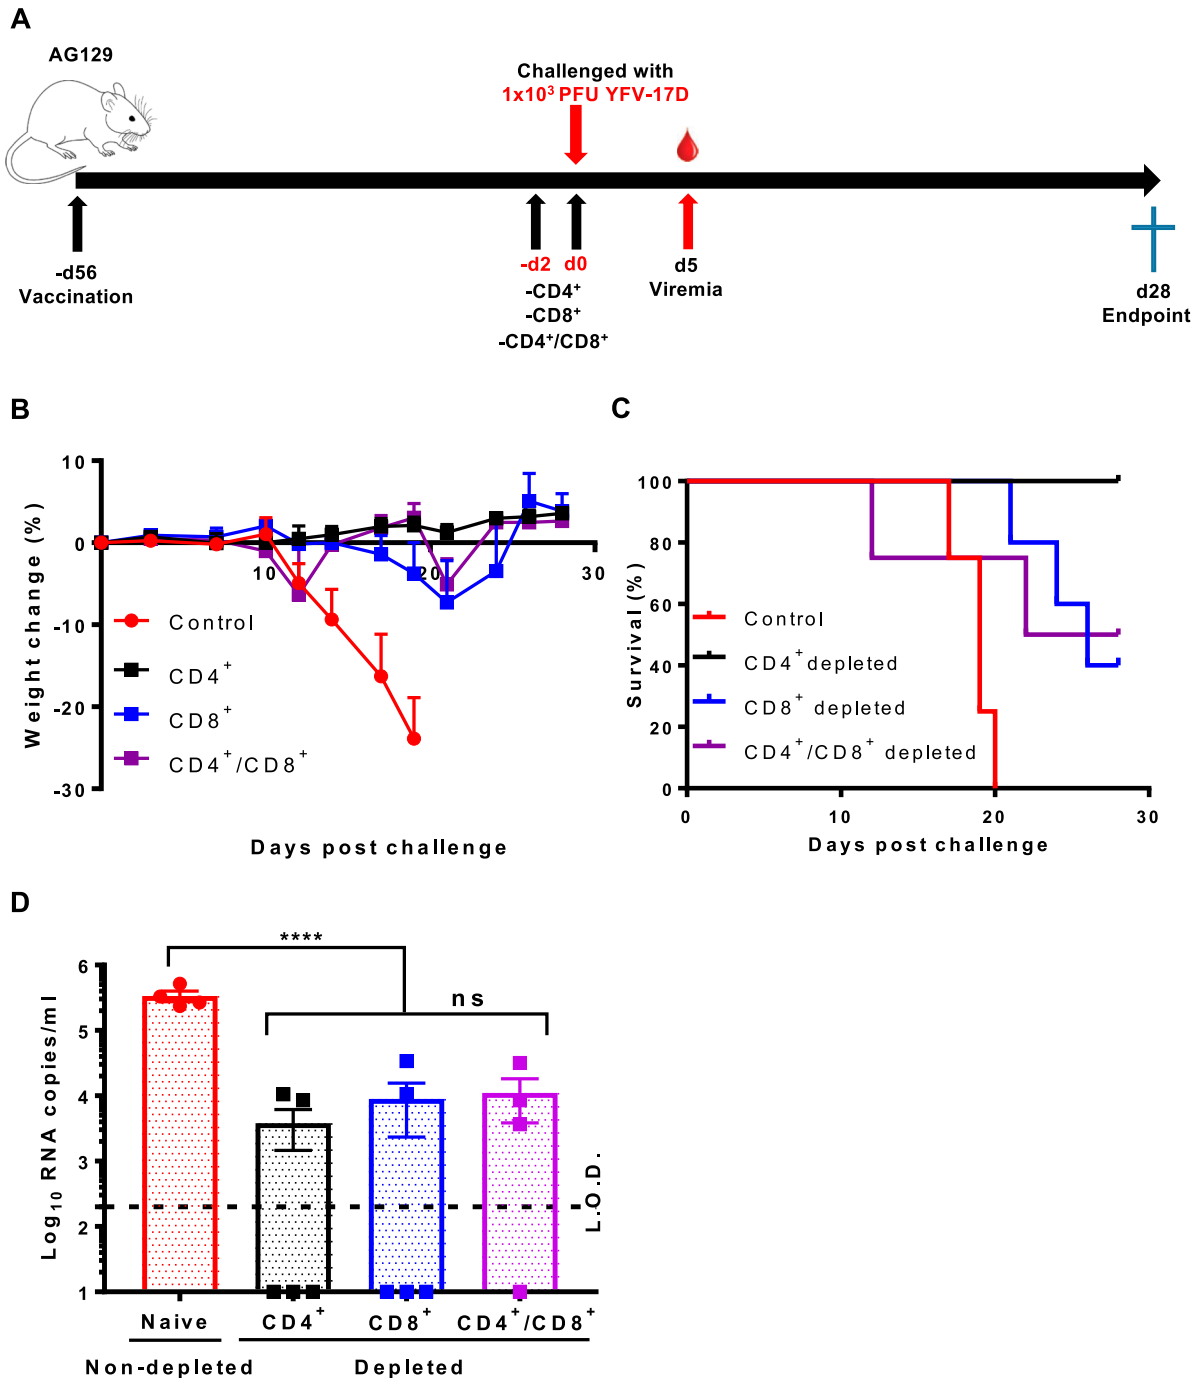 A
AG129
Challenged with
1x10³ PFU YFV-17D
-d56
Vaccination
-d2
d0
-CD4⁺
-CD8⁺
-CD4⁺/CD8⁺
d5
Viremia
d28
Endpoint
B
Weight change (%)
10
0
-10
-20
-30
10
20
30
Control
CD4⁺
CD8⁺
CD4⁺/CD8⁺
Days post challenge
C
Survival (%)
100
80
60
40
20
0
0
10
20
30
Control
CD4⁺ depleted
CD8⁺ depleted
CD4⁺/CD8⁺ depleted
Days post challenge
D
Log₁₀ RNA copies/ml
6
5
4
3
2
1
****
ns
L.O.D.
Naive
CD4⁺
CD8⁺
CD4⁺/CD8⁺
Non-depleted
Depleted